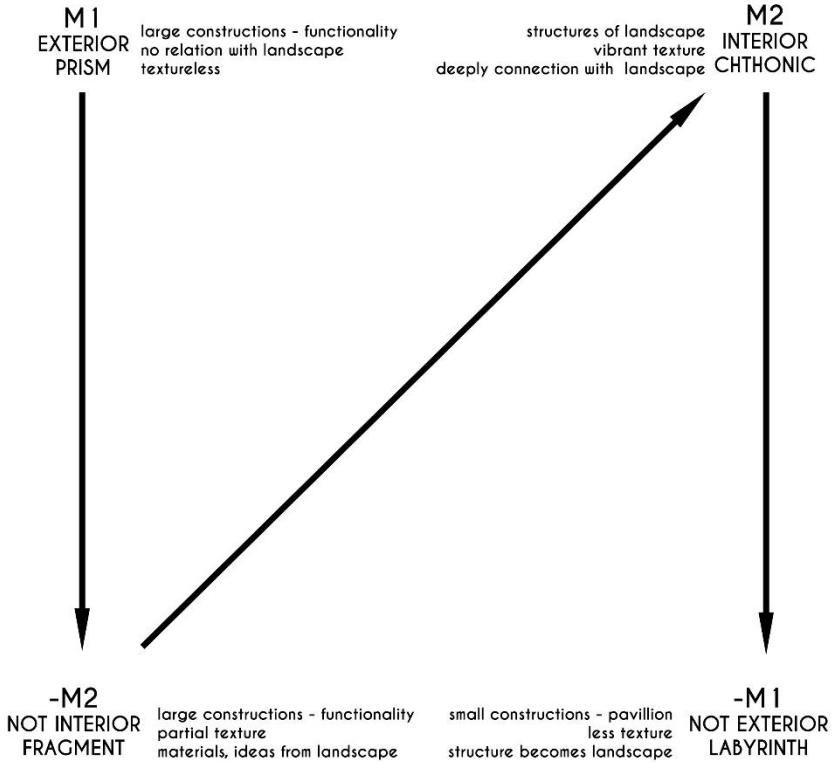 M1
EXTERIOR
PRISM
large constructions - functionality
no relation with landscape
textureless
structures of landscape
vibrant texture
deeply connection with landscape
M2
INTERIOR
CHTHONIC
-M2
NOT INTERIOR
FRAGMENT
large constructions - functionality
partial texture
materials, ideas from landscape
small constructions - pavillion
less texture
structure becomes landscape
-M1
NOT EXTERIOR
LABYRINTH